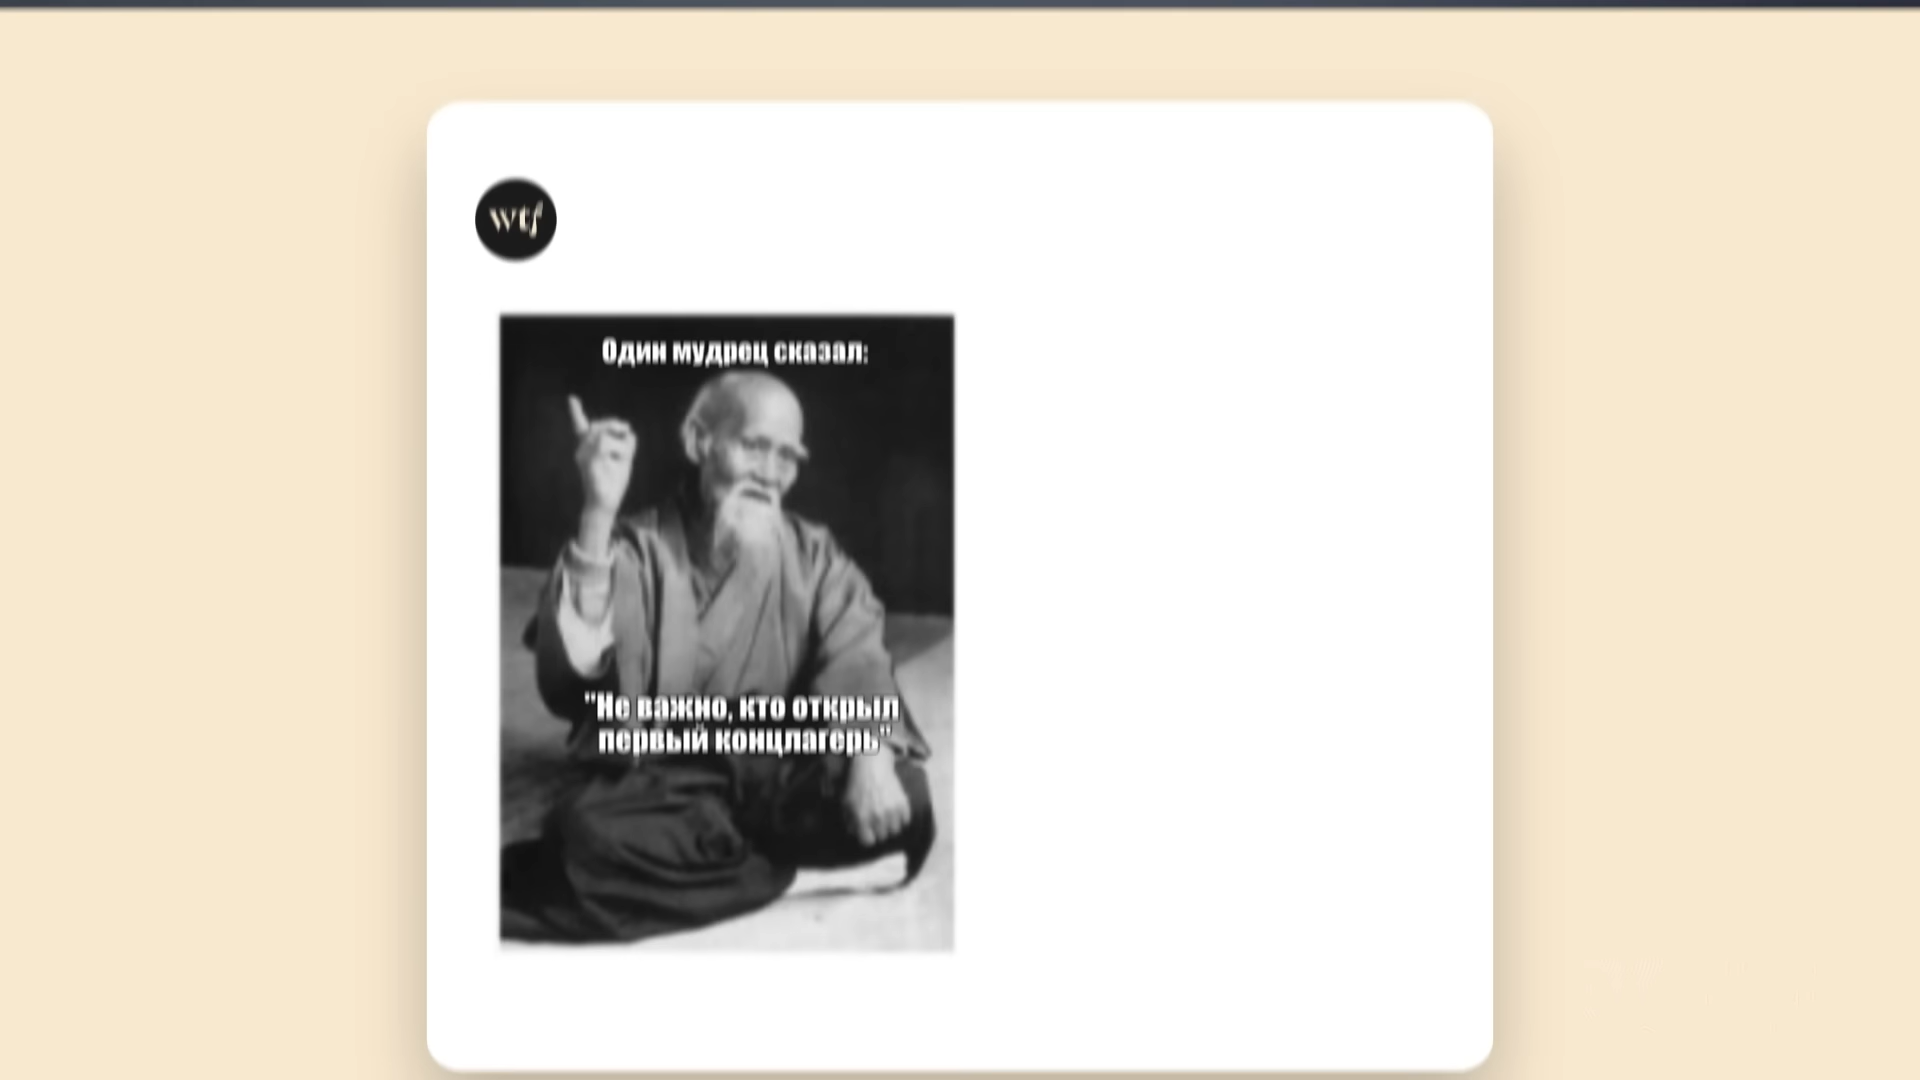 wtf
Один мудрец сказал:
"Не важно, кто открыл
первый концлагерь"